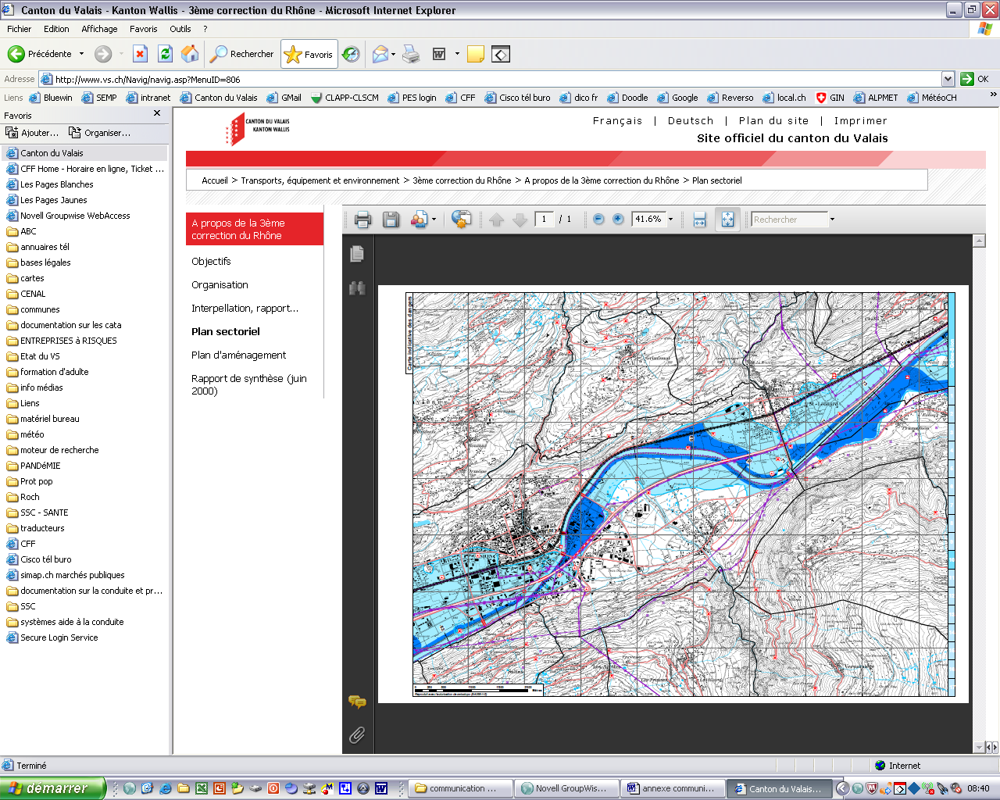 Canton du Valais - Kanton Wallis - 3ème correction du Rhône - Microsoft Internet Explorer
Fichier Edition Affichage Favoris Outils ?
Précédente Rechercher Favoris
Adresse http://www.vs.ch/Navig/navig.asp?MenuID=806 OK
Liens Bluewin SEMP intranet Canton du Valais GMail CLAPP-CLSCM PES login CFF Cisco tél buro dico fr Doodle Google Reverso local.ch GIN ALPMET MétéoCH »
Favoris
Ajouter... Organiser...
Canton du Valais
CFF Home - Horaire en ligne, Ticket ...
Les Pages Blanches
Les Pages Jaunes
Novell Groupwise WebAccess
ABC
annuaires tél
bases légales
cartes
CENAL
communes
documentation sur les cata
ENTREPRISES à RISQUES
Etat du VS
formation d'adulte
info médias
Liens
matériel bureau
météo
moteur de recherche
PANDéMIE
Prot pop
Roch
SSC - SANTE
traducteurs
CFF
Cisco tél buro
simap.ch marchés publiques
documentation sur la conduite et pr...
SSC
systèmes aide à la conduite
Secure Login Service
CANTON DU VALAIS
KANTON WALLIS
Français | Deutsch | Plan du site | Imprimer
Site officiel du canton du Valais
Accueil > Transports, équipement et environnement > 3ème correction du Rhône > A propos de la 3ème correction du Rhône > Plan sectoriel
A propos de la 3ème
correction du Rhône
Objectifs
Organisation
Interpellation, rapport...
Plan sectoriel
Plan d'aménagement
Rapport de synthèse (juin
2000)
1 / 1 41.6% Rechercher
Carte indicative des dangers
St-Léonard
Terminé Internet
démarrer communication ... Novell GroupWis... annexe communi... Canton du Valais... 08:40